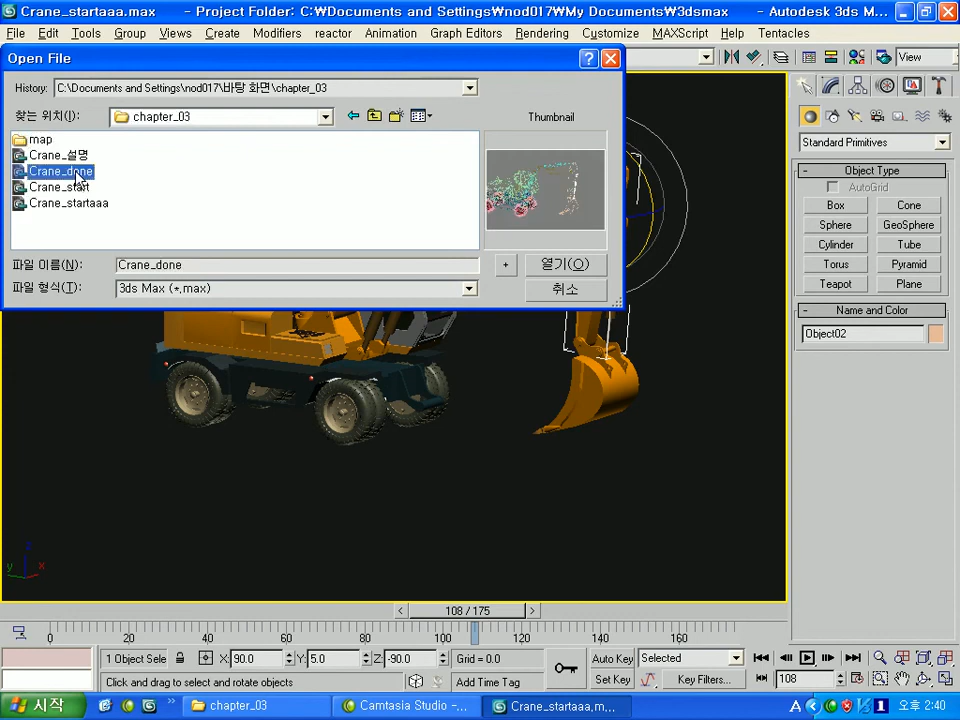 Crane_startaaa.max - Project Folder: C:₩Documents and Settings₩nod017₩My Documents₩3dsmax - Autodesk 3ds M...
File Edit Tools Group Views Create Modifiers reactor Animation Graph Editors Rendering Customize MAXScript Help Tentacles
Open File
View
History: C:₩Documents and Settings₩nod017₩바탕 화면₩chapter_03
찾는 위치(I): chapter_03
Thumbnail
map
Crane_설명
Crane_done
Crane_start
Crane_startaaa
파일 이름(N): Crane_done
+ 열기(O)
파일 형식(T): 3ds Max (*.max)
취소
Standard Primitives
- Object Type
AutoGrid
Box Cone
Sphere GeoSphere
Cylinder Tube
Torus Pyramid
Teapot Plane
- Name and Color
Object02
z
y x
< 108 / 175 >
0 20 40 60 80 100 120 140 160
1 Object Sele X: 90.0 Y: 5.0 Z: -90.0 Grid = 0.0 Auto Key Selected
Click and drag to select and rotate objects Add Time Tag Set Key Key Filters... 108
시작 chapter_03 Camtasia Studio -... Crane_startaaa.m... A 오후 2:40